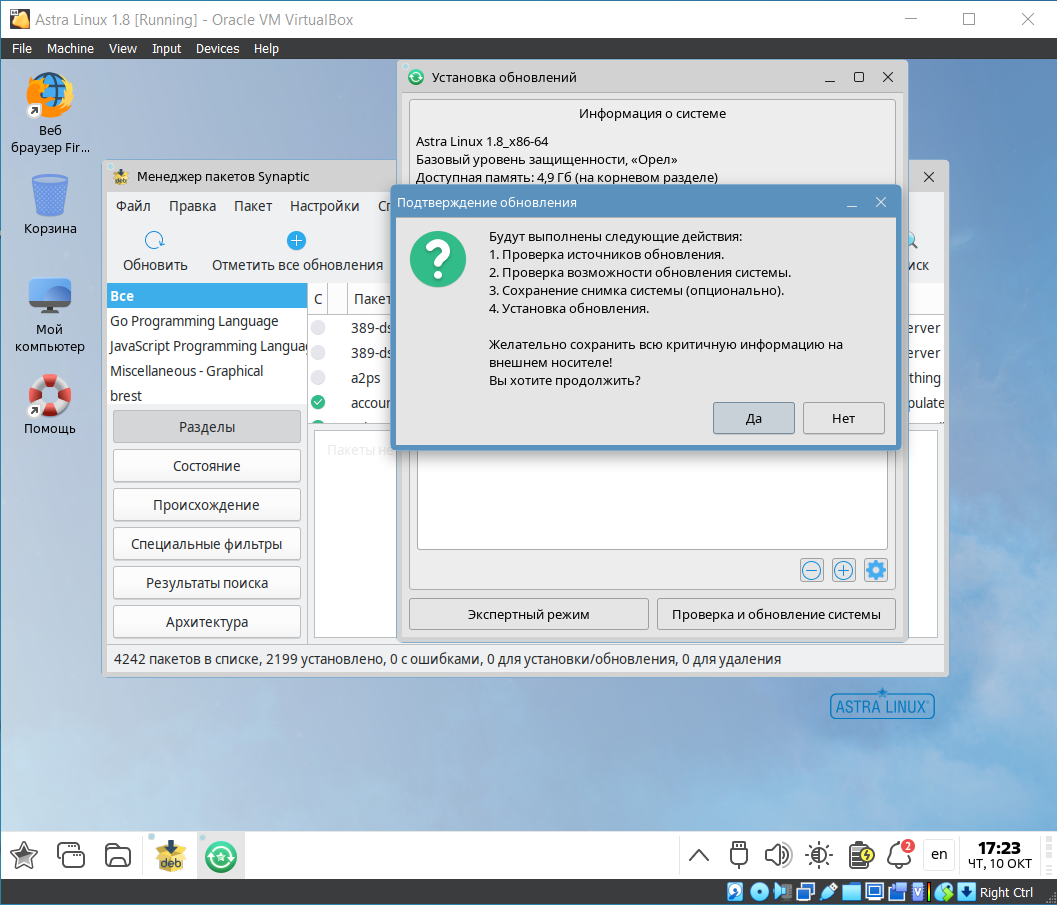 Astra Linux 1.8 [Running] - Oracle VM VirtualBox
File Machine View Input Devices Help
Веб
браузер Fir...
Корзина
Мой
компьютер
Помощь
Установка обновлений
Информация о системе
Astra Linux 1.8_x86-64
Базовый уровень защищенности, «Орел»
Доступная память: 4,9 Гб (на корневом разделе)
Менеджер пакетов Synaptic
Файл Правка Пакет Настройки
Обновить Отметить все обновления
Все
Go Programming Language
JavaScript Programming Langua
Miscellaneous - Graphical
brest
Разделы
Состояние
Происхождение
Специальные фильтры
Результаты поиска
Архитектура
С Пакет
389-ds
389-ds
a2ps
accour
erver
erver
thing
pulate
Пакеты не
Подтверждение обновления
Будут выполнены следующие действия:
1. Проверка источников обновления.
2. Проверка возможности обновления системы.
3. Сохранение снимка системы (опционально).
4. Установка обновления.
Желательно сохранить всю критичную информацию на
внешнем носителе!
Вы хотите продолжить?
Да Нет
Экспертный режим Проверка и обновление системы
4242 пакетов в списке, 2199 установлено, 0 с ошибками, 0 для установки/обновления, 0 для удаления
ASTRA LINUX®
deb
2
en
17:23
ЧТ, 10 ОКТ
Right Ctrl